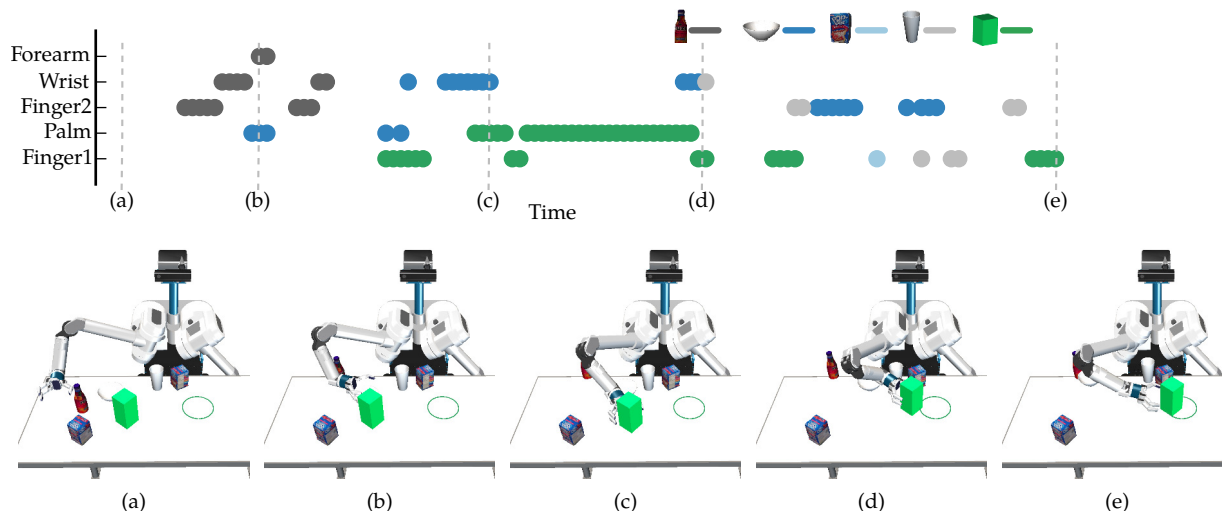 Forearm
Wrist
Finger2
Palm
Finger1
(a)
(b)
(c)
(d)
(e)
Time
(a)
(b)
(c)
(d)
(e)